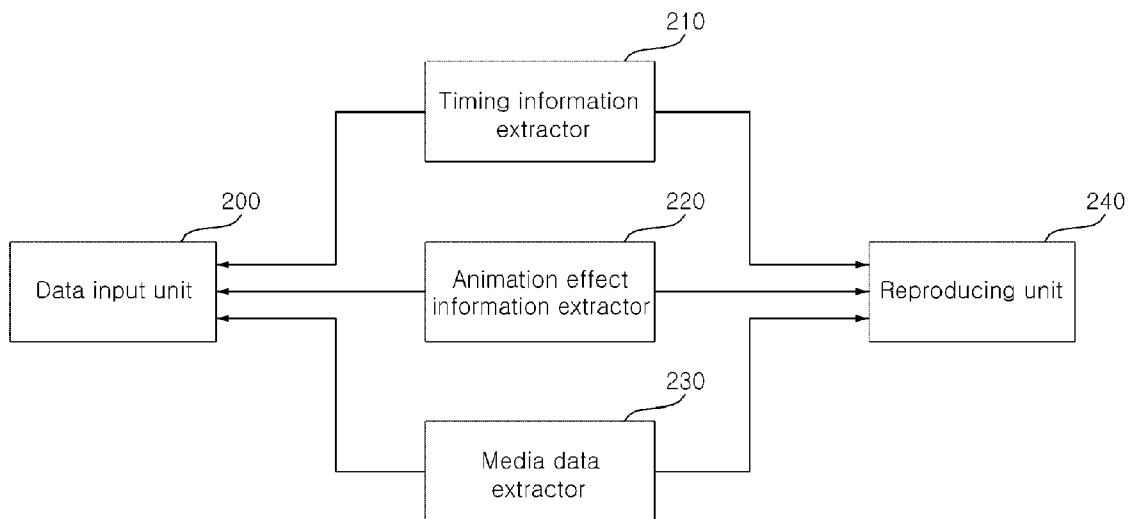 210
Timing information
extractor
200
Data input unit
220
Animation effect
information extractor
240
Reproducing unit
230
Media data
extractor